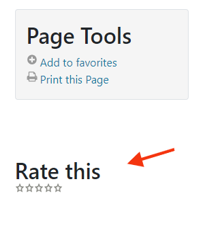 Page Tools
Add to favorites
Print this Page
Rate this